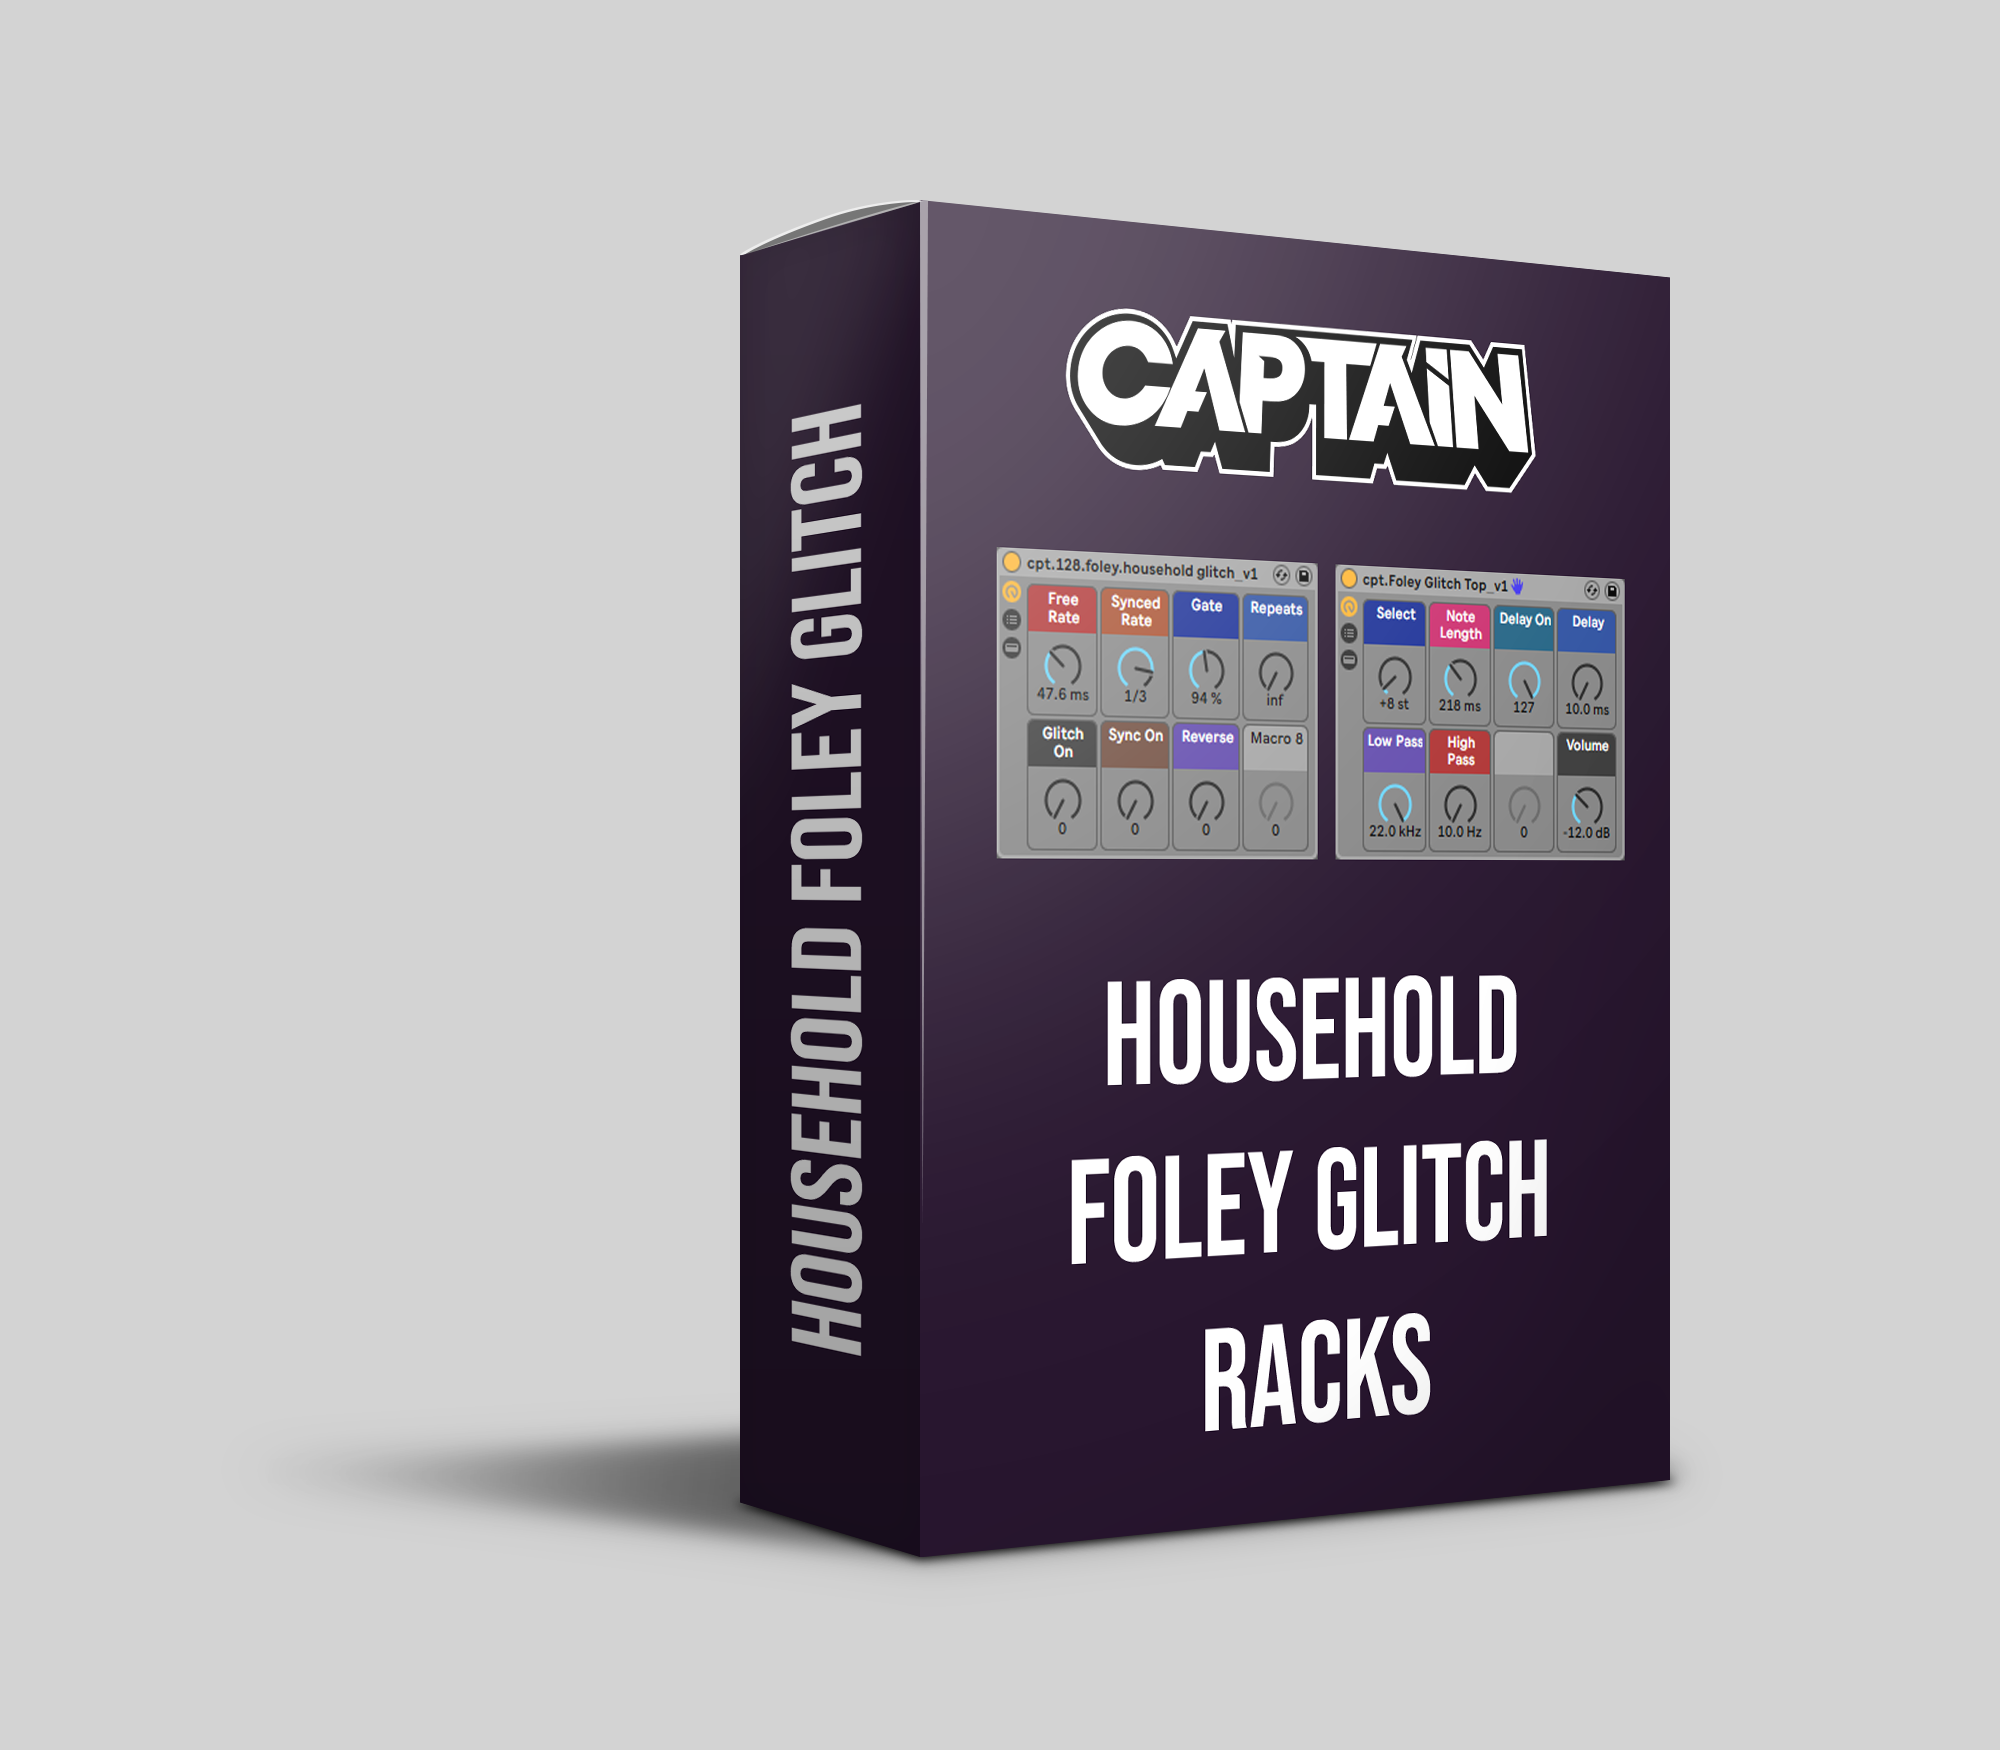 HOUSEHOLD FOLEY GLITCH
CAPTAIN
cpt.128.foley.household glitch_v1
Free Rate
Synced Rate
Gate
Repeats
47.6 ms
1/3
94 %
inf
Glitch On
Sync On
Reverse
Macro 8
0
0
0
0
cpt.Foley Glitch Top_v1
Select
Note Length
Delay On
Delay
+8 st
218 ms
127
10.0 ms
Low Pass
High Pass
Volume
22.0 kHz
10.0 Hz
0
-12.0 dB
HOUSEHOLD
FOLEY GLITCH
RACKS